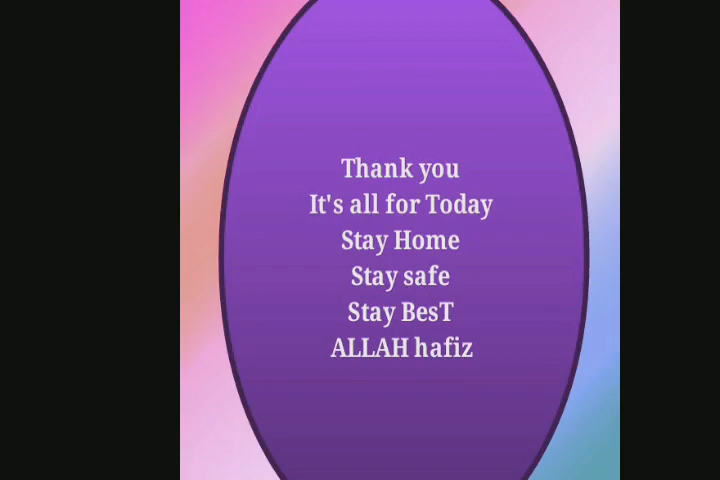 Thank you
It's all for Today
Stay Home
Stay safe
Stay BesT
ALLAH hafiz